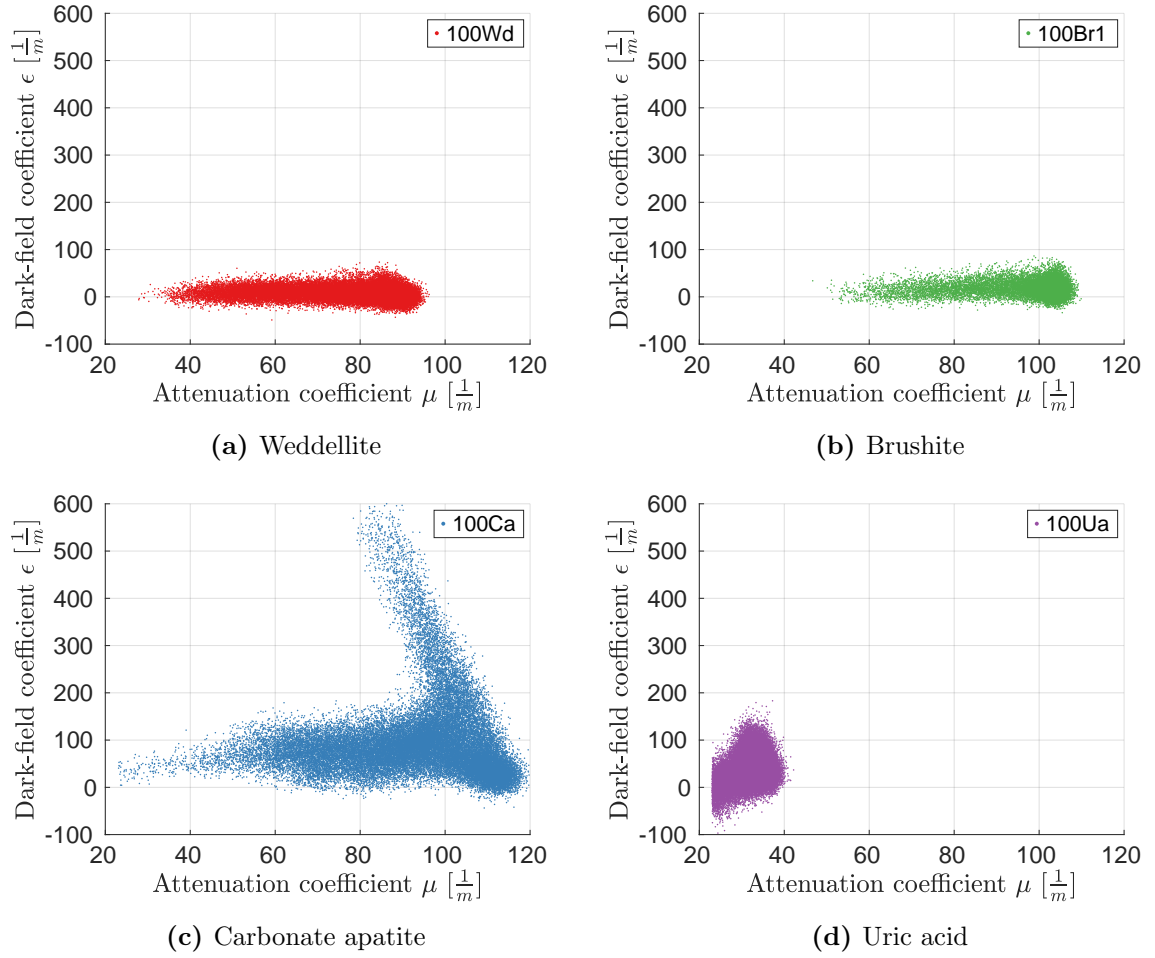 600
500
400
300
200
100
0
-100
20 40 60 80 100 120
Dark-field coefficient ϵ [1/m]
Attenuation coefficient μ [1/m]
100Wd
(a) Weddellite
600
500
400
300
200
100
0
-100
20 40 60 80 100 120
Dark-field coefficient ϵ [1/m]
Attenuation coefficient μ [1/m]
100Br1
(b) Brushite
600
500
400
300
200
100
0
-100
20 40 60 80 100 120
Dark-field coefficient ϵ [1/m]
Attenuation coefficient μ [1/m]
100Ca
(c) Carbonate apatite
600
500
400
300
200
100
0
-100
20 40 60 80 100 120
Dark-field coefficient ϵ [1/m]
Attenuation coefficient μ [1/m]
100Ua
(d) Uric acid